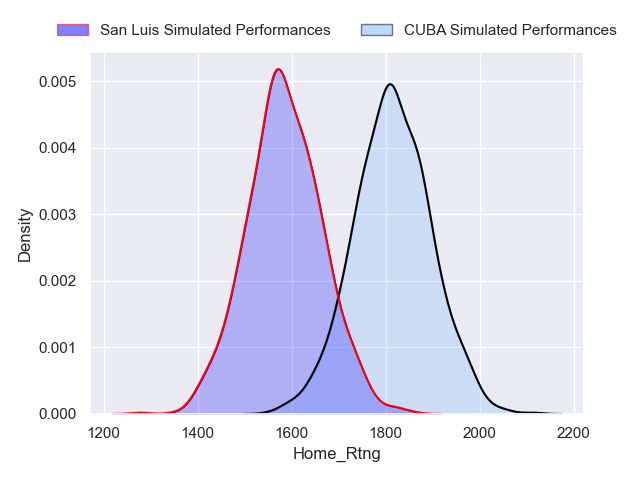 San Luis Simulated Performances
CUBA Simulated Performances
Density
0.005
0.004
0.003
0.002
0.001
0.000
1200 1400 1600 1800 2000 2200
Home_Rtng